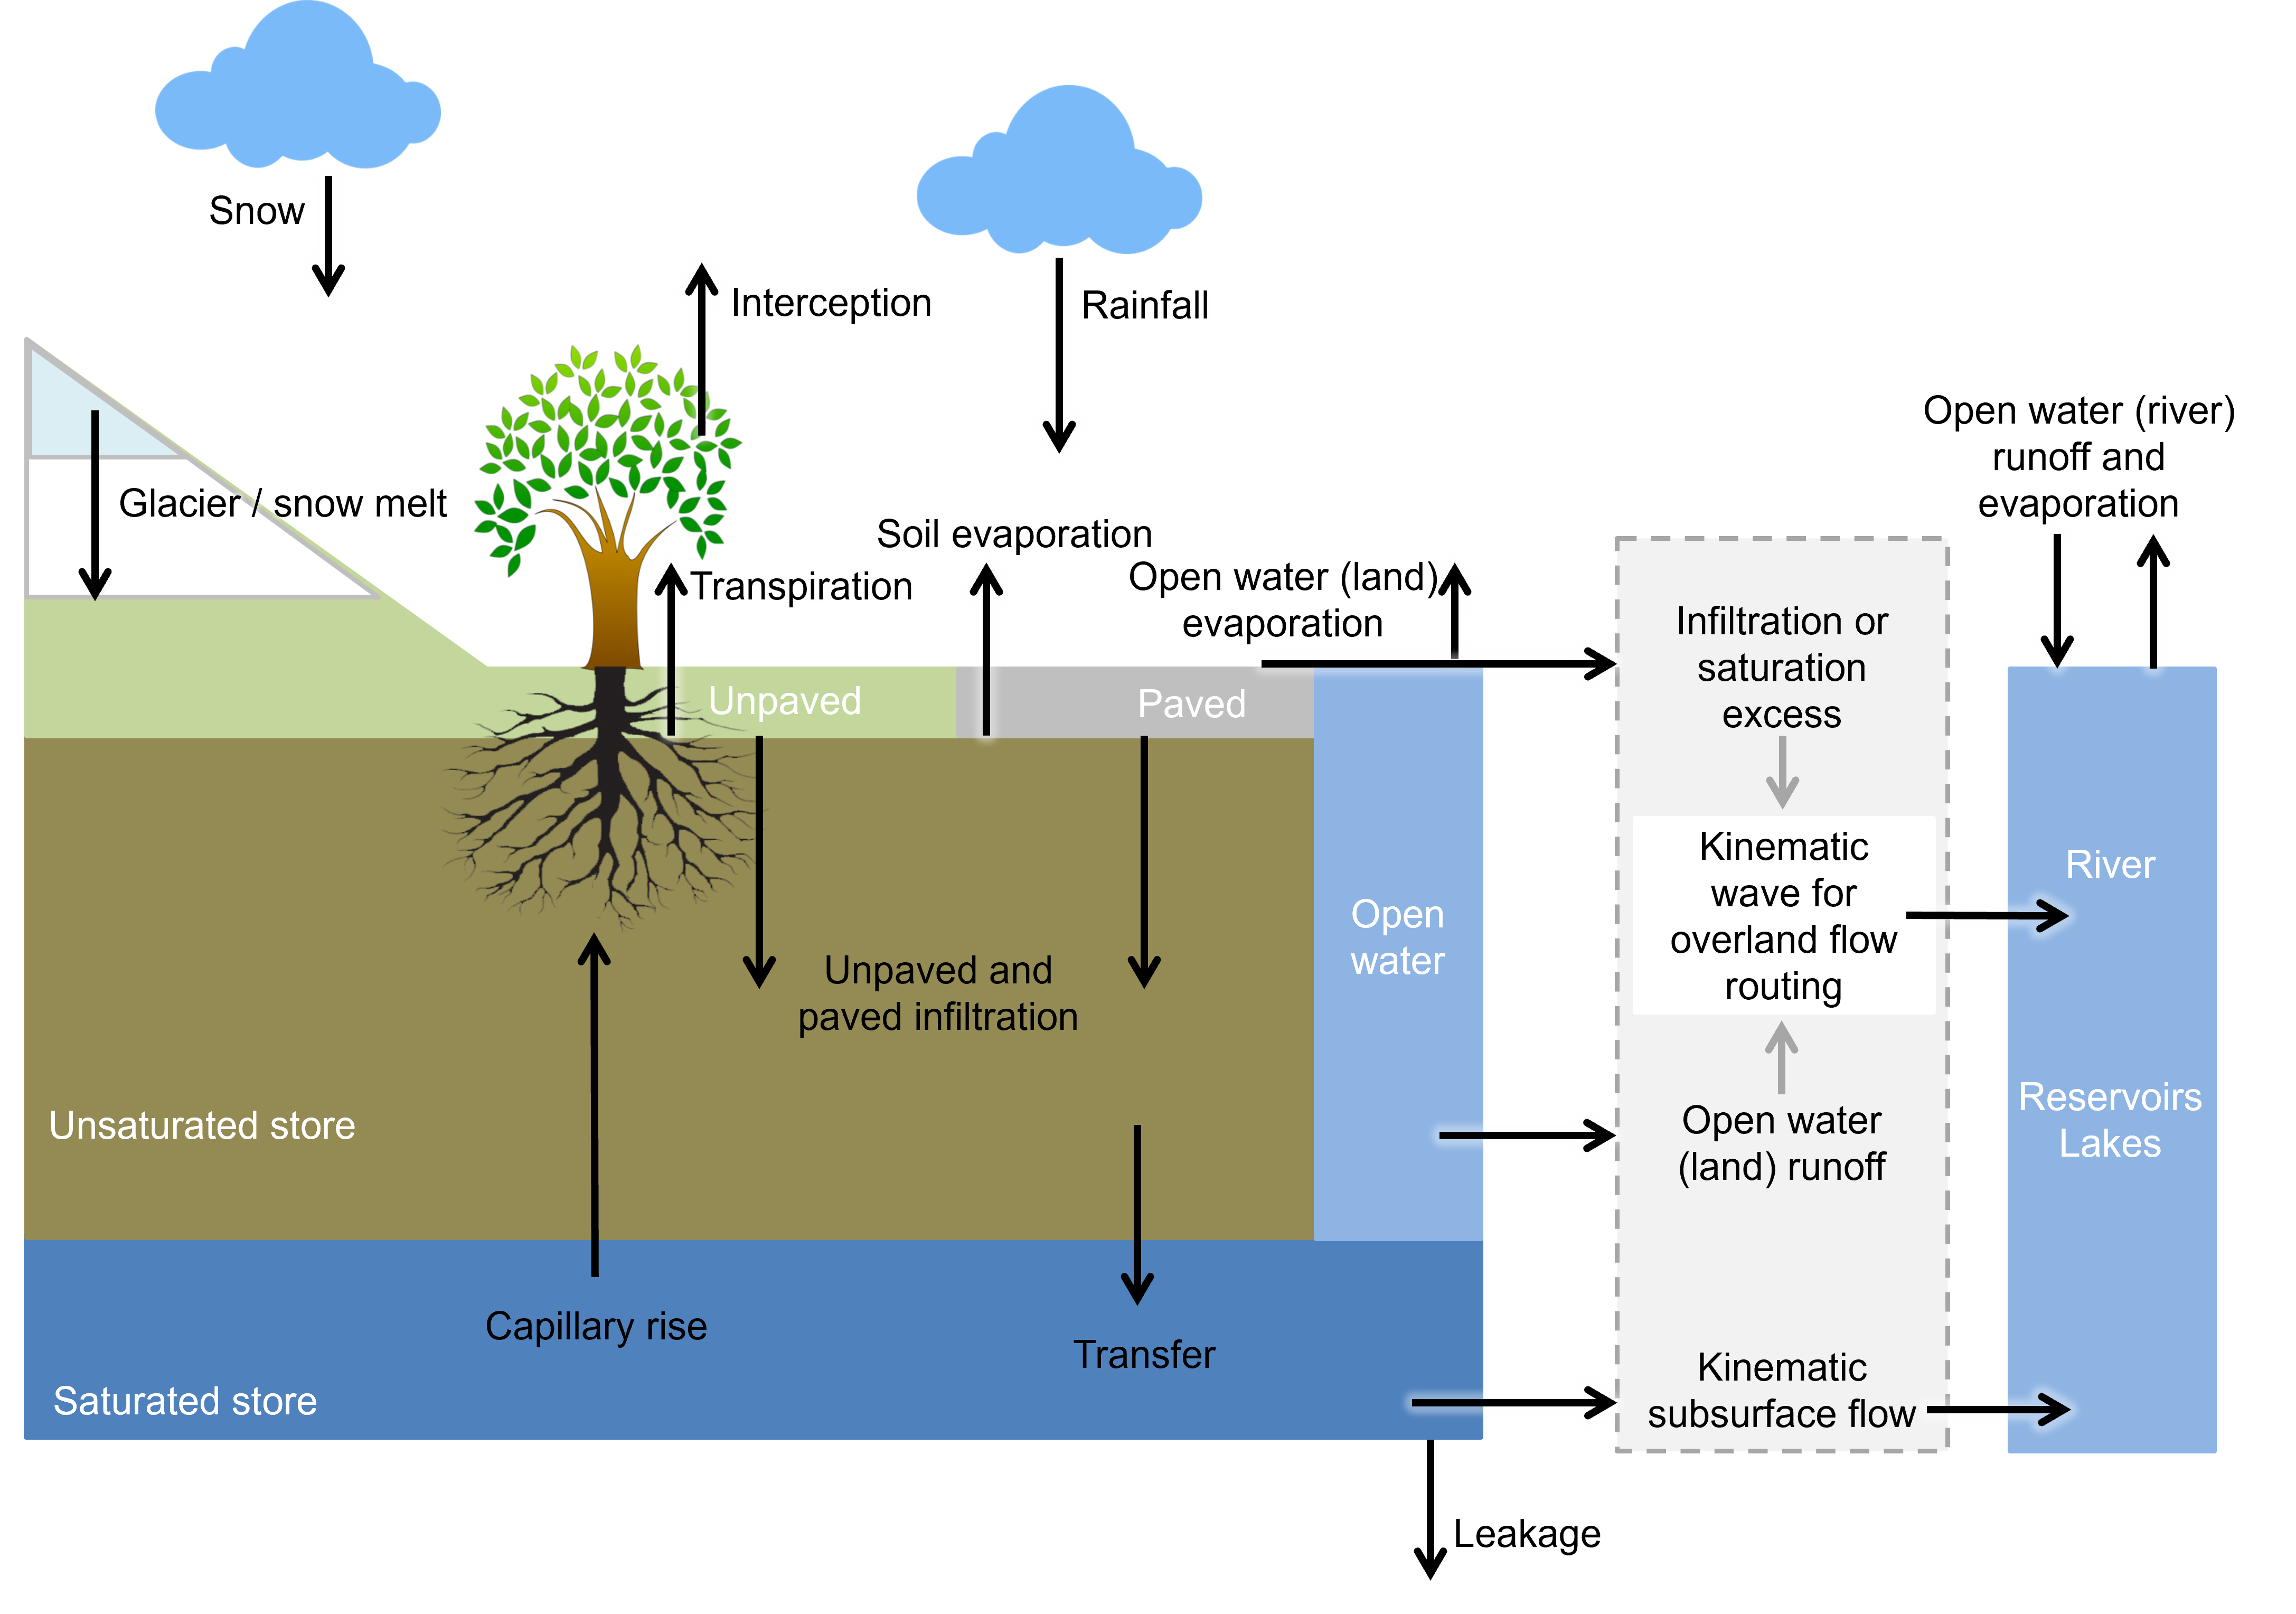 Snow
Interception
Rainfall
Glacier / snow melt
Transpiration
Soil evaporation
Open water (land)
evaporation
Open water (river)
runoff and
evaporation
Unpaved
Paved
Unpaved and
paved infiltration
Open
water
Unsaturated store
Capillary rise
Transfer
Saturated store
Leakage
Infiltration or
saturation
excess
Kinematic
wave for
overland flow
routing
Open water
(land) runoff
Kinematic
subsurface flow
River
Reservoirs
Lakes